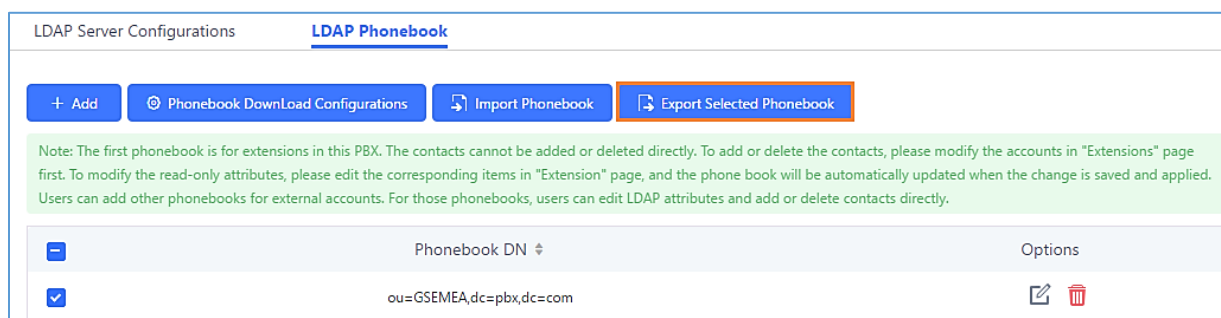 LDAP Server Configurations LDAP Phonebook
+ Add Phonebook DownLoad Configurations Import Phonebook Export Selected Phonebook
Note: The first phonebook is for extensions in this PBX. The contacts cannot be added or deleted directly. To add or delete the contacts, please modify the accounts in "Extensions" page
first. To modify the read-only attributes, please edit the corresponding items in "Extension" page, and the phone book will be automatically updated when the change is saved and applied.
Users can add other phonebooks for external accounts. For those phonebooks, users can edit LDAP attributes and add or delete contacts directly.
Phonebook DN Options
ou=GSEMEA,dc=pbx,dc=com